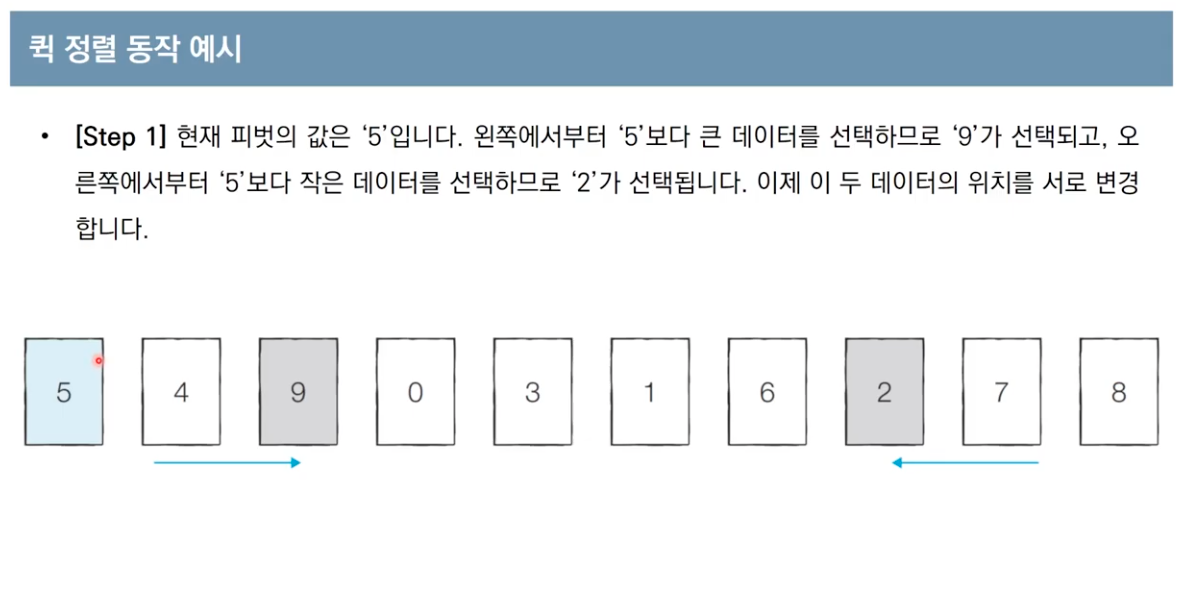 퀵 정렬 동작 예시
• [Step 1] 현재 피벗의 값은 ‘5’입니다. 왼쪽에서부터 ‘5’보다 큰 데이터를 선택하므로 ‘9’가 선택되고, 오
른쪽에서부터 ‘5’보다 작은 데이터를 선택하므로 ‘2’가 선택됩니다. 이제 이 두 데이터의 위치를 서로 변경
합니다.
5 4 9 0 3 1 6 2 7 8